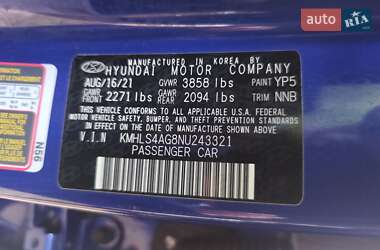 auto RIA.com
MANUFACTURED IN KOREA BY
HYUNDAI MOTOR COMPANY
AUG/16/21 GVWR 3858 lbs PAINT YP5
GAWR FRONT 2271 lbs GAWR REAR 2094 lbs TRIM NNB
THIS VEHICLE CONFORMS TO ALL APPLICABLE
FEDERAL MOTOR VEHICLE SAFETY, BUMPER,
AND THEFT PREVENTION STANDARDS IN EFFECT
ON THE DATE OF MANUFACTURE SHOWN ABOVE.
V.I.N KMHLS4AG8NU243321
PASSENGER CAR
N56